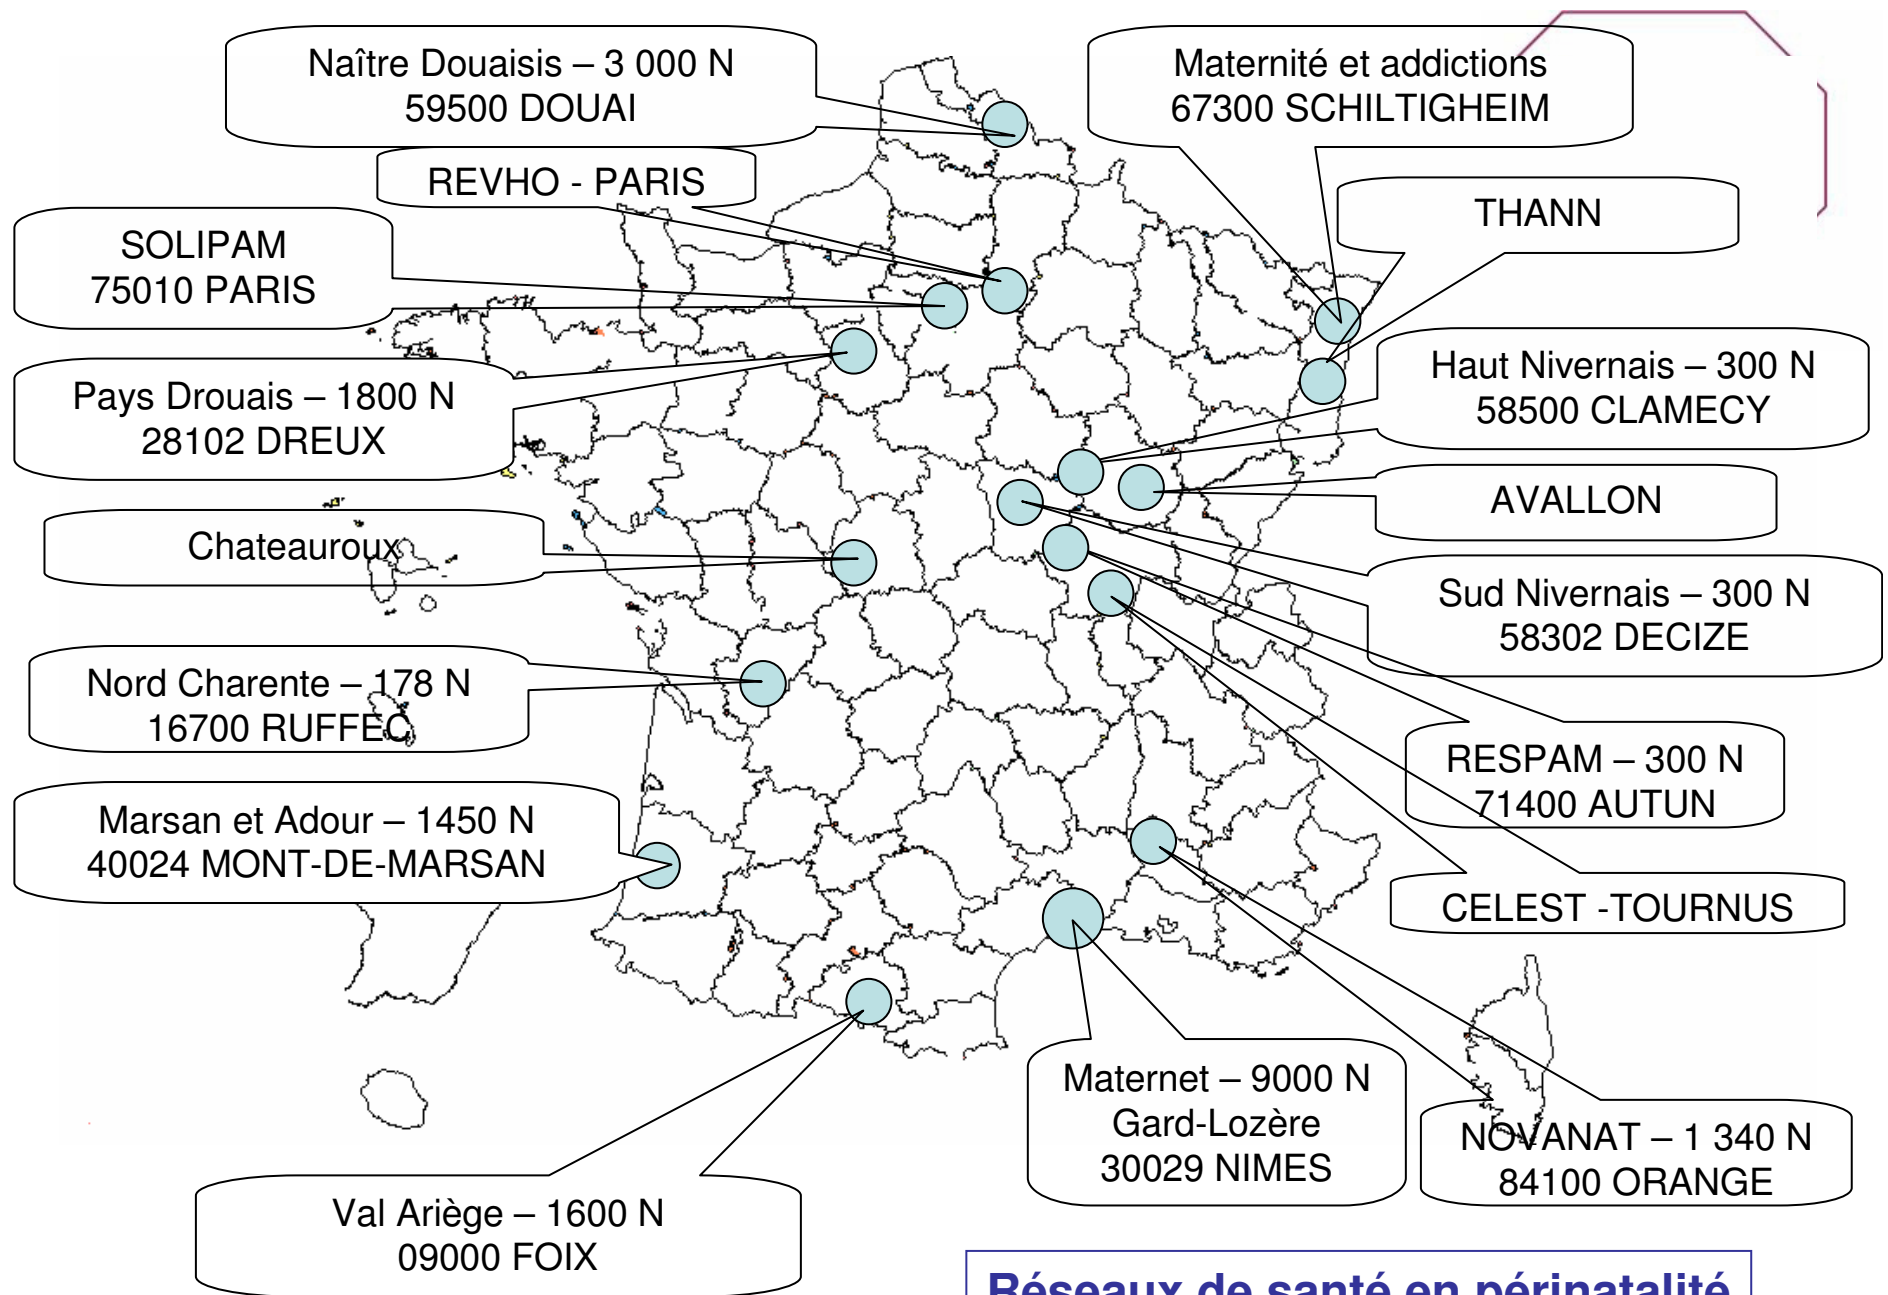 Naître Douaisis – 3 000 N
59500 DOUAI
Maternité et addictions
67300 SCHILTIGHEIM
REVHO - PARIS
THANN
SOLIPAM
75010 PARIS
Haut Nivernais – 300 N
58500 CLAMECY
Pays Drouais – 1800 N
28102 DREUX
AVALLON
Chateauroux
Sud Nivernais – 300 N
58302 DECIZE
Nord Charente – 178 N
16700 RUFFEC
RESPAM – 300 N
71400 AUTUN
Marsan et Adour – 1450 N
40024 MONT-DE-MARSAN
CELEST -TOURNUS
Maternet – 9000 N
Gard-Lozère
30029 NIMES
NOVANAT – 1 340 N
84100 ORANGE
Val Ariège – 1600 N
09000 FOIX
Réseaux de santé en périnatalité